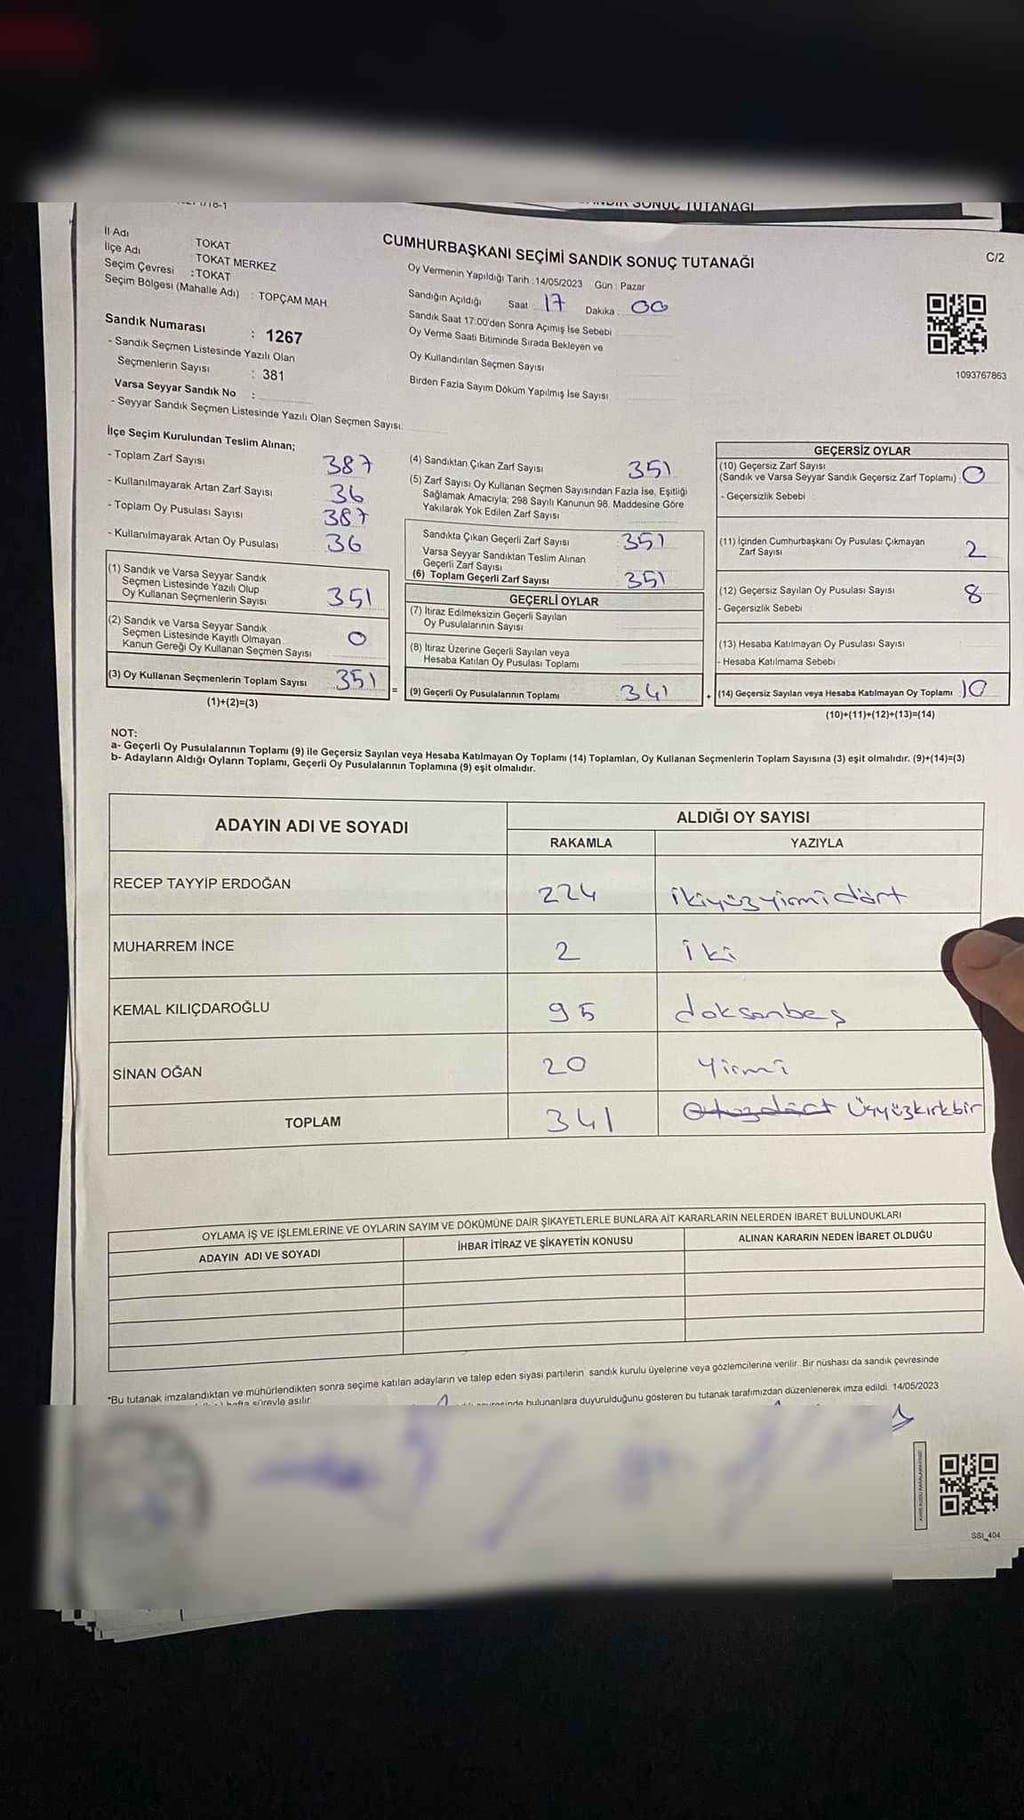 SANDIK SONUÇ TUTANAĞI
C/2
CUMHURBAŞKANI SEÇİMİ SANDIK SONUÇ TUTANAĞI
İl Adı TOKAT
İlçe Adı TOKAT MERKEZ
Seçim Çevresi :TOKAT
Seçim Bölgesi (Mahalle Adı) : TOPÇAM MAH
Sandık Numarası : 1267
- Sandık Seçmen Listesinde Yazılı Olan
Seçmenlerin Sayısı : 381
Varsa Seyyar Sandık No :
- Seyyar Sandık Seçmen Listesinde Yazılı Olan Seçmen Sayısı:
Oy Vermenin Yapıldığı Tarih :14/05/2023 Gün : Pazar
Sandığın Açıldığı Saat : 17 Dakika : 00
Sandık Saat 17:00'den Sonra Açımış İse Sebebi
Oy Verme Saati Bitiminde Sırada Bekleyen ve
Oy Kullandırılan Seçmen Sayısı
Birden Fazla Sayım Döküm Yapılmış İse Sayısı
1093767863
İlçe Seçim Kurulundan Teslim Alınan;
- Toplam Zarf Sayısı 387
- Kullanılmayarak Artan Zarf Sayısı 36
- Toplam Oy Pusulası Sayısı 387
- Kullanılmayarak Artan Oy Pusulası 36
(1) Sandık ve Varsa Seyyar Sandık
Seçmen Listesinde Yazılı Olup
Oy Kullanan Seçmenlerin Sayısı 351
(2) Sandık ve Varsa Seyyar Sandık
Seçmen Listesinde Kayıtlı Olmayan
Kanun Gereği Oy Kullanan Seçmen Sayısı 0
(3) Oy Kullanan Seçmenlerin Toplam Sayısı 351 =
(1)+(2)=(3)
(4) Sandıktan Çıkan Zarf Sayısı 351
(5) Zarf Sayısı Oy Kullanan Seçmen Sayısından Fazla İse, Eşitliği
Sağlamak Amacıyla; 298 Sayılı Kanunun 98. Maddesine Göre
Yakılarak Yok Edilen Zarf Sayısı
Sandıkta Çıkan Geçerli Zarf Sayısı 351
Varsa Seyyar Sandıktan Teslim Alınan
Geçerli Zarf Sayısı
(6) Toplam Geçerli Zarf Sayısı 351
GEÇERLİ OYLAR
(7) İtiraz Edilmeksizin Geçerli Sayılan
Oy Pusulalarının Sayısı
(8) İtiraz Üzerine Geçerli Sayılan veya
Hesaba Katılan Oy Pusulası Toplamı
(9) Geçerli Oy Pusulalarının Toplamı 341 +
GEÇERSİZ OYLAR
(10) Geçersiz Zarf Sayısı
(Sandık ve Varsa Seyyar Sandık Geçersiz Zarf Toplamı) 0
- Geçersizlik Sebebi
(11) İçinden Cumhurbaşkanı Oy Pusulası Çıkmayan
Zarf Sayısı 2
(12) Geçersiz Sayılan Oy Pusulası Sayısı 8
- Geçersizlik Sebebi
(13) Hesaba Katılmayan Oy Pusulası Sayısı
- Hesaba Katılmama Sebebi
(14) Geçersiz Sayılan veya Hesaba Katılmayan Oy Toplamı 10
(10)+(11)+(12)+(13)=(14)
NOT:
a- Geçerli Oy Pusulalarının Toplamı (9) ile Geçersiz Sayılan veya Hesaba Katılmayan Oy Toplamı (14) Toplamları, Oy Kullanan Seçmenlerin Toplam Sayısına (3) eşit olmalıdır. (9)+(14)=(3)
b- Adayların Aldığı Oyların Toplamı, Geçerli Oy Pusulalarının Toplamına (9) eşit olmalıdır.
ADAYIN ADI VE SOYADI ALDIĞI OY SAYISI
RAKAMLA YAZIYLA
RECEP TAYYİP ERDOĞAN 224 ikiyüzyirmidört
MUHARREM İNCE 2 iki
KEMAL KILIÇDAROĞLU 95 doksanbeş
SİNAN OĞAN 20 Yirmi
TOPLAM 341 Otuzdört Üçyüzkırkbir
OYLAMA İŞ VE İŞLEMLERİNE VE OYLARIN SAYIM VE DÖKÜMÜNE DAİR ŞİKAYETLERLE BUNLARA AİT KARARLARIN NELERDEN İBARET BULUNDUKLARI
ADAYIN ADI VE SOYADI İHBAR İTİRAZ VE ŞİKAYETİN KONUSU ALINAN KARARIN NEDEN İBARET OLDUĞU
*Bu tutanak imzalandıktan ve mühürlendikten sonra seçime katılan adayların ve talep eden siyasi partilerin sandık kurulu üyelerine veya gözlemcilerine verilir. Bir nüshası da sandık çevresinde
hafta süreyle asılır.
bulunanlara duyurulduğunu gösteren bu tutanak tarafımızdan düzenlenerek imza edildi. 14/05/2023
SSI_404